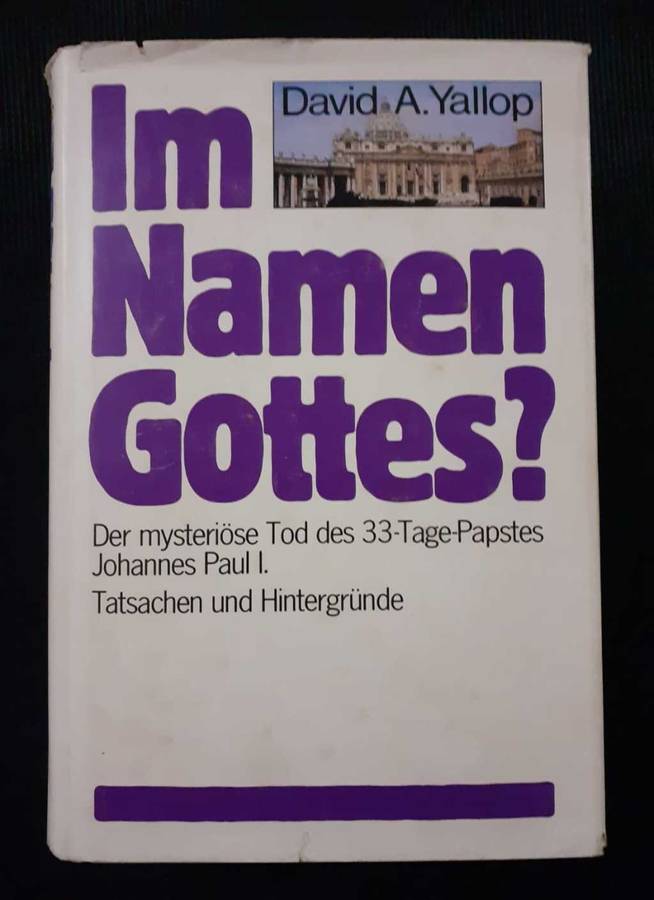 Im
David A. Yallop
Namen
Gottes?
Der mysteriöse Tod des 33-Tage-Papstes
Johannes Paul I.
Tatsachen und Hintergründe